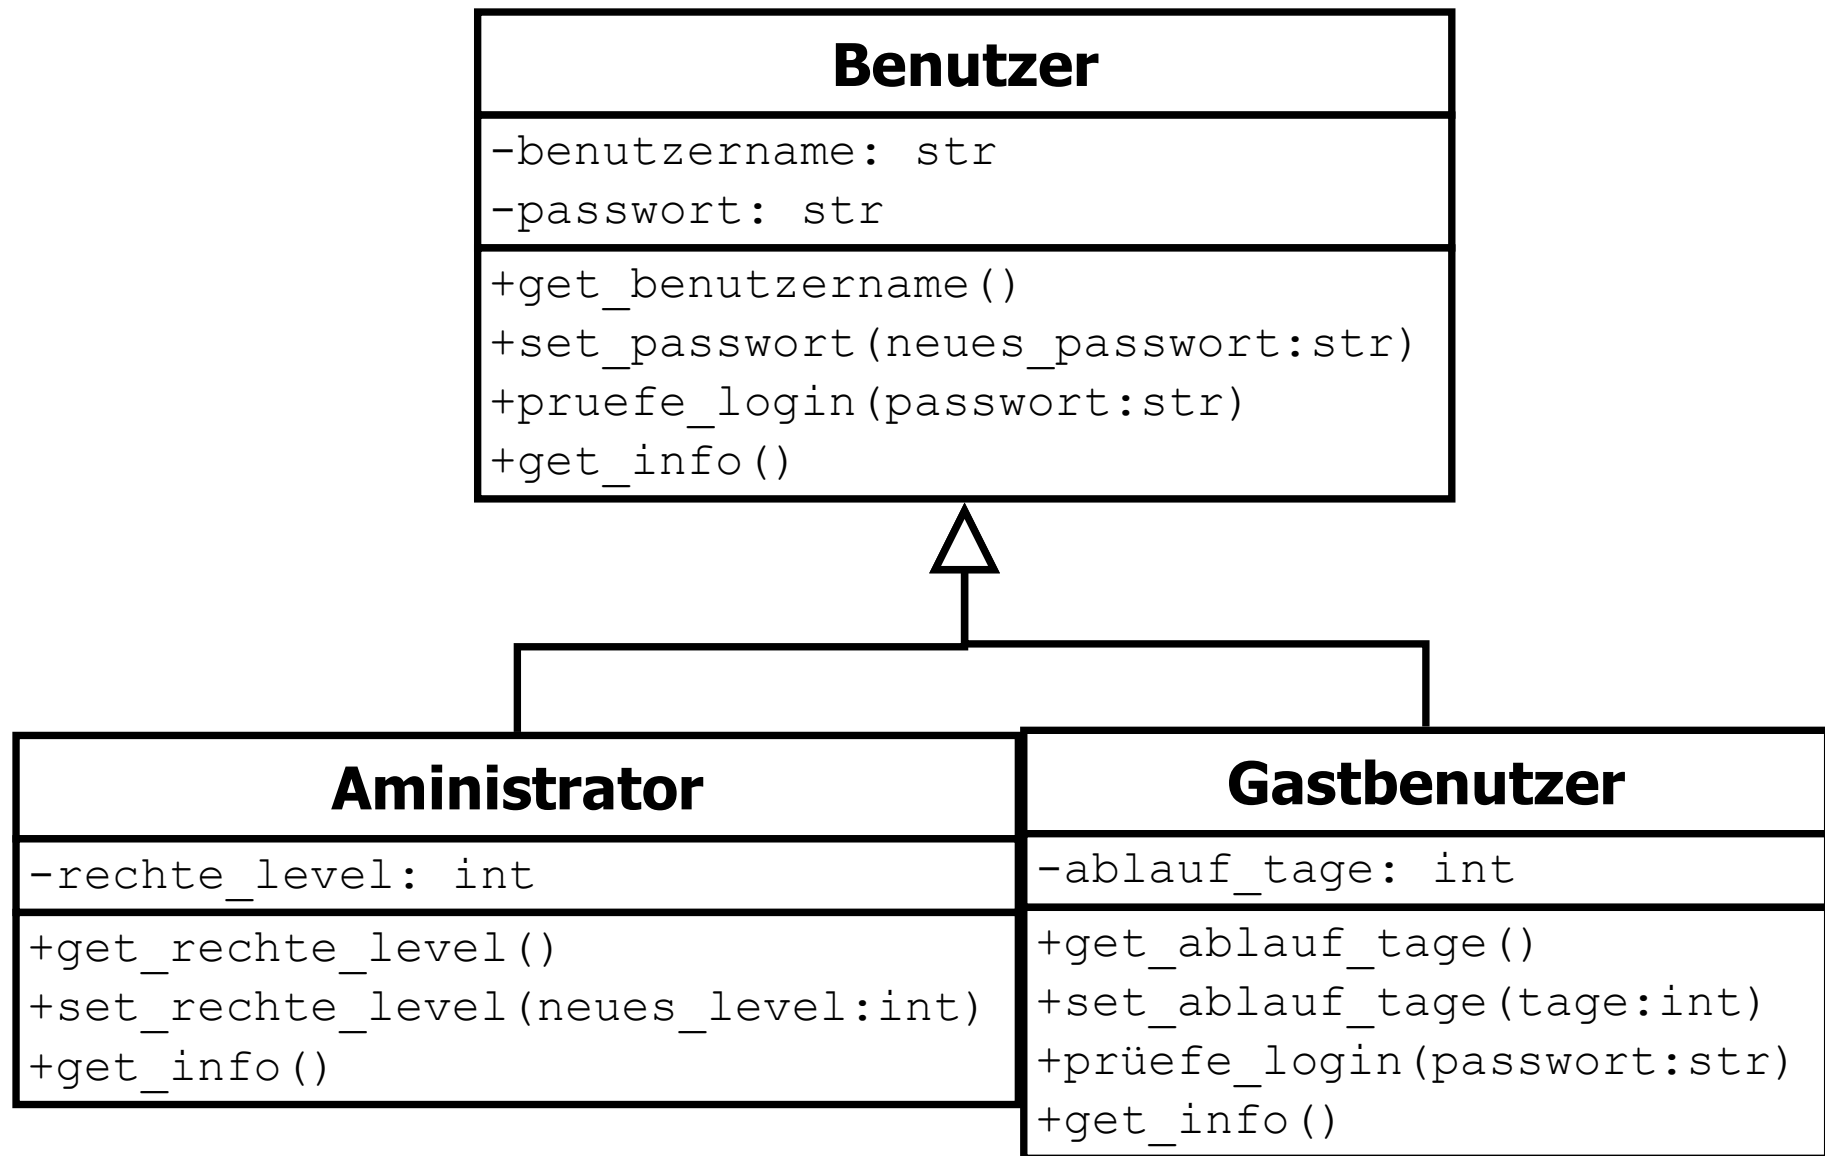 Benutzer
-benutzername: str
-passwort: str
+get_benutzername()
+set_passwort(neues_passwort:str)
+pruefe_login(passwort:str)
+get_info()
Aministrator
-rechte_level: int
+get_rechte_level()
+set_rechte_level(neues_level:int)
+get_info()
Gastbenutzer
-ablauf_tage: int
+get_ablauf_tage()
+set_ablauf_tage(tage:int)
+prüefe_login(passwort:str)
+get_info()